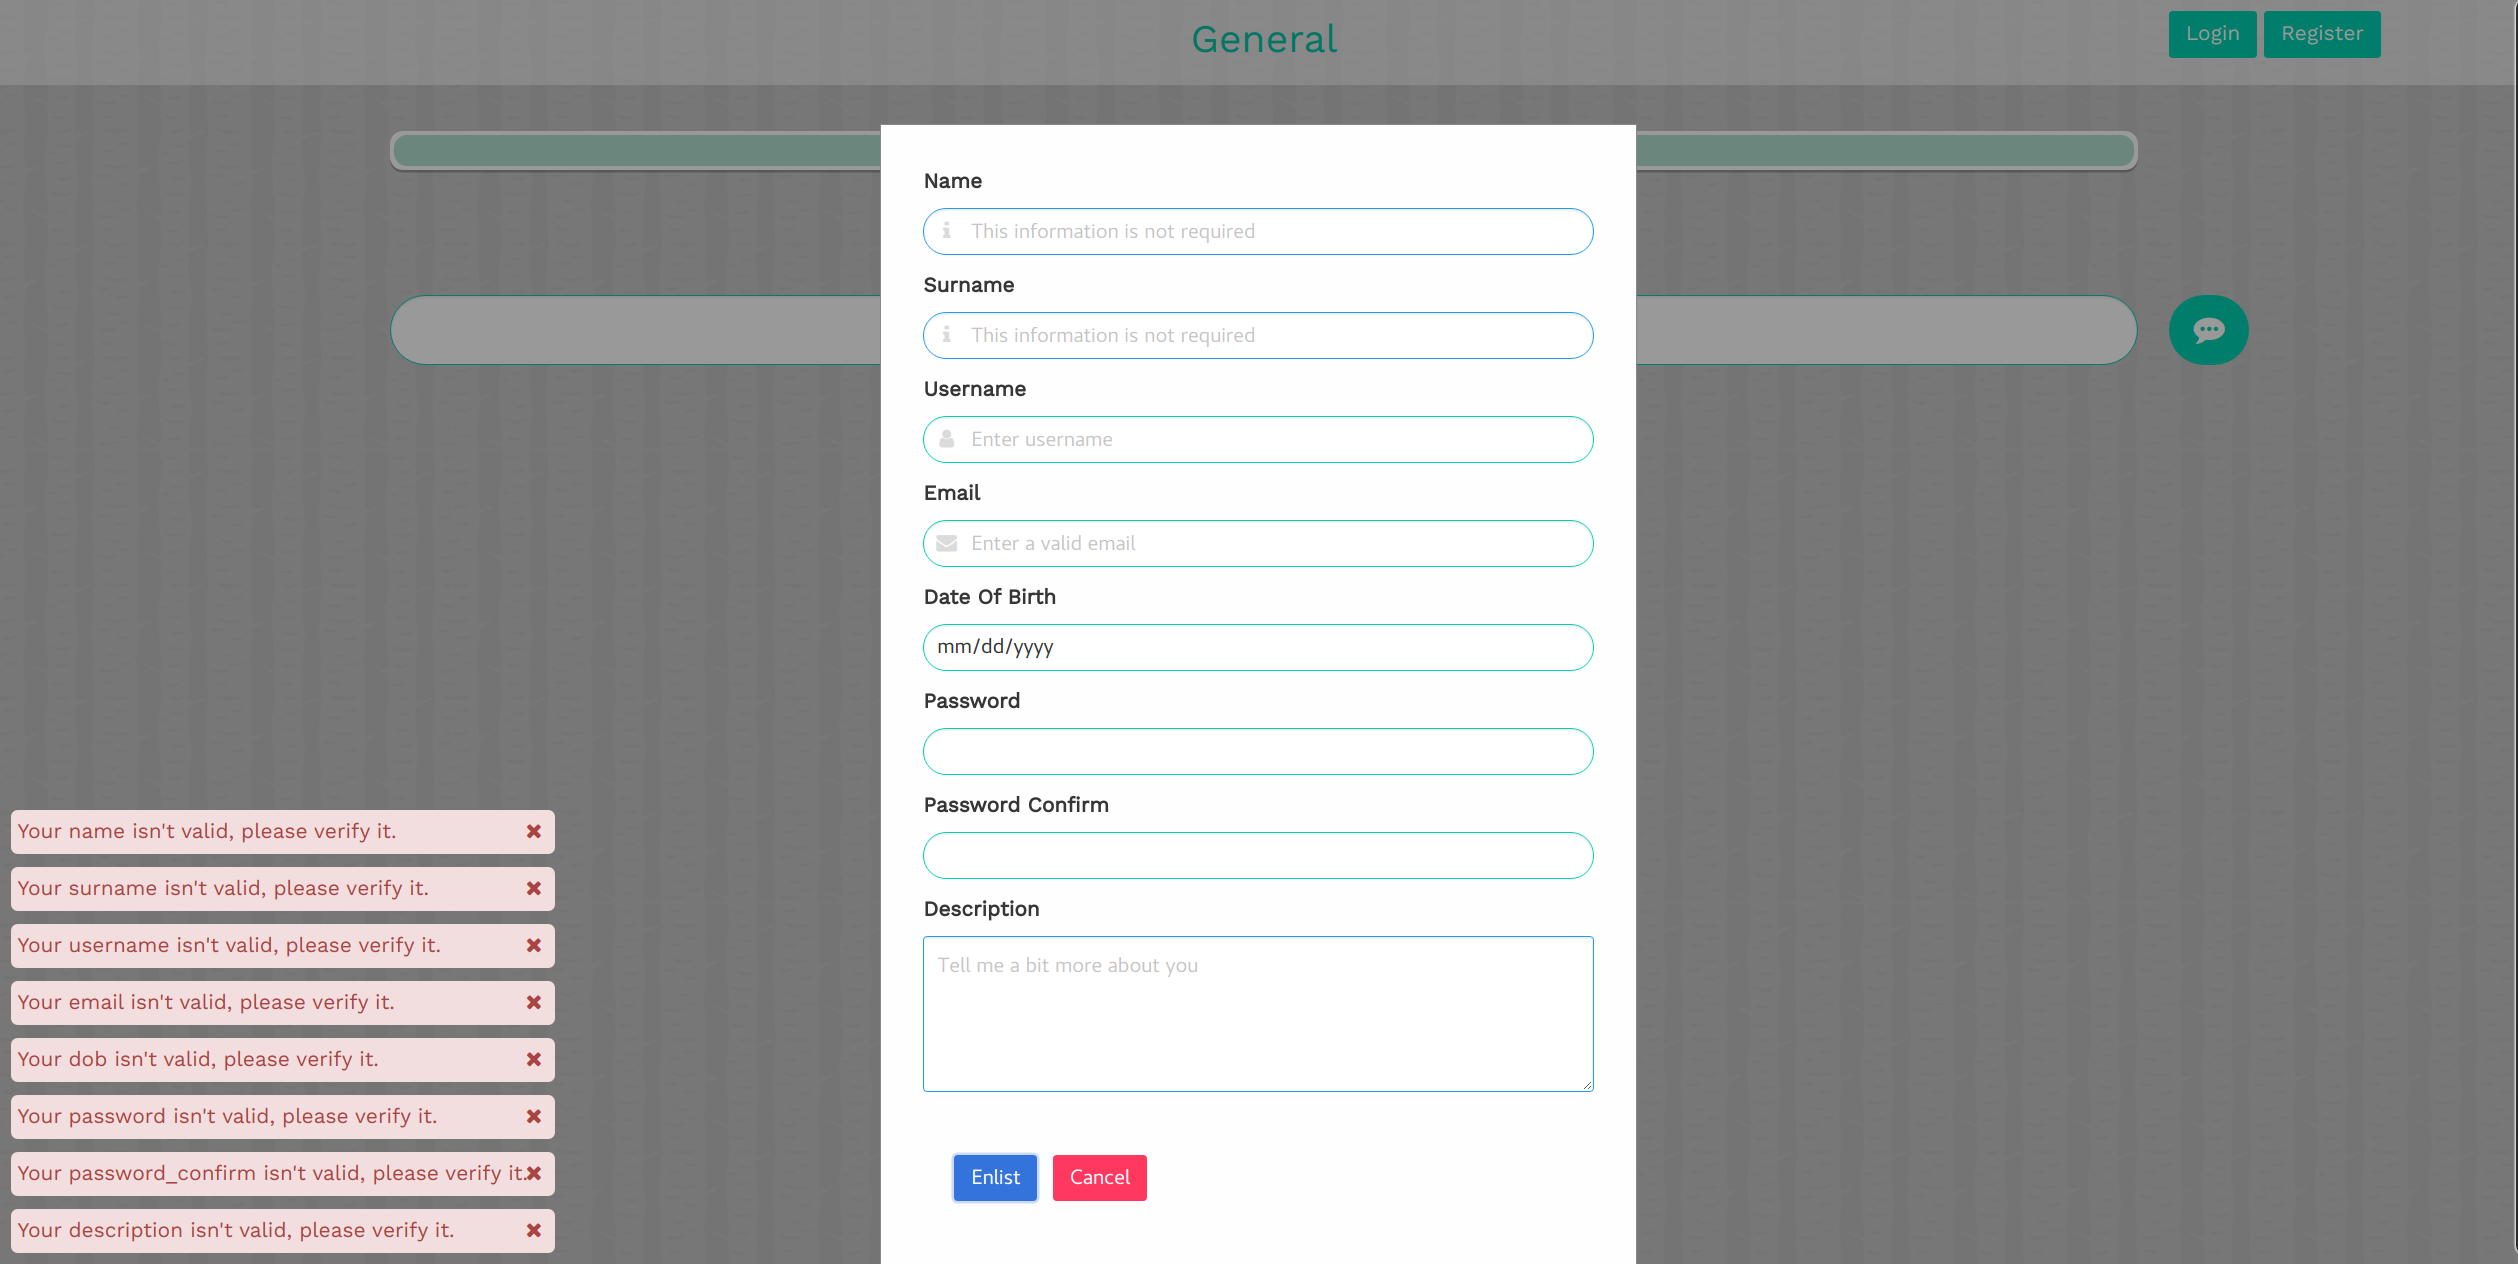 General
Login
Register
Name
This information is not required
Surname
This information is not required
Username
Enter username
Email
Enter a valid email
Date Of Birth
mm/dd/yyyy
Password
Password Confirm
Description
Tell me a bit more about you
Enlist
Cancel
Your name isn't valid, please verify it.
Your surname isn't valid, please verify it.
Your username isn't valid, please verify it.
Your email isn't valid, please verify it.
Your dob isn't valid, please verify it.
Your password isn't valid, please verify it.
Your password_confirm isn't valid, please verify it.
Your description isn't valid, please verify it.